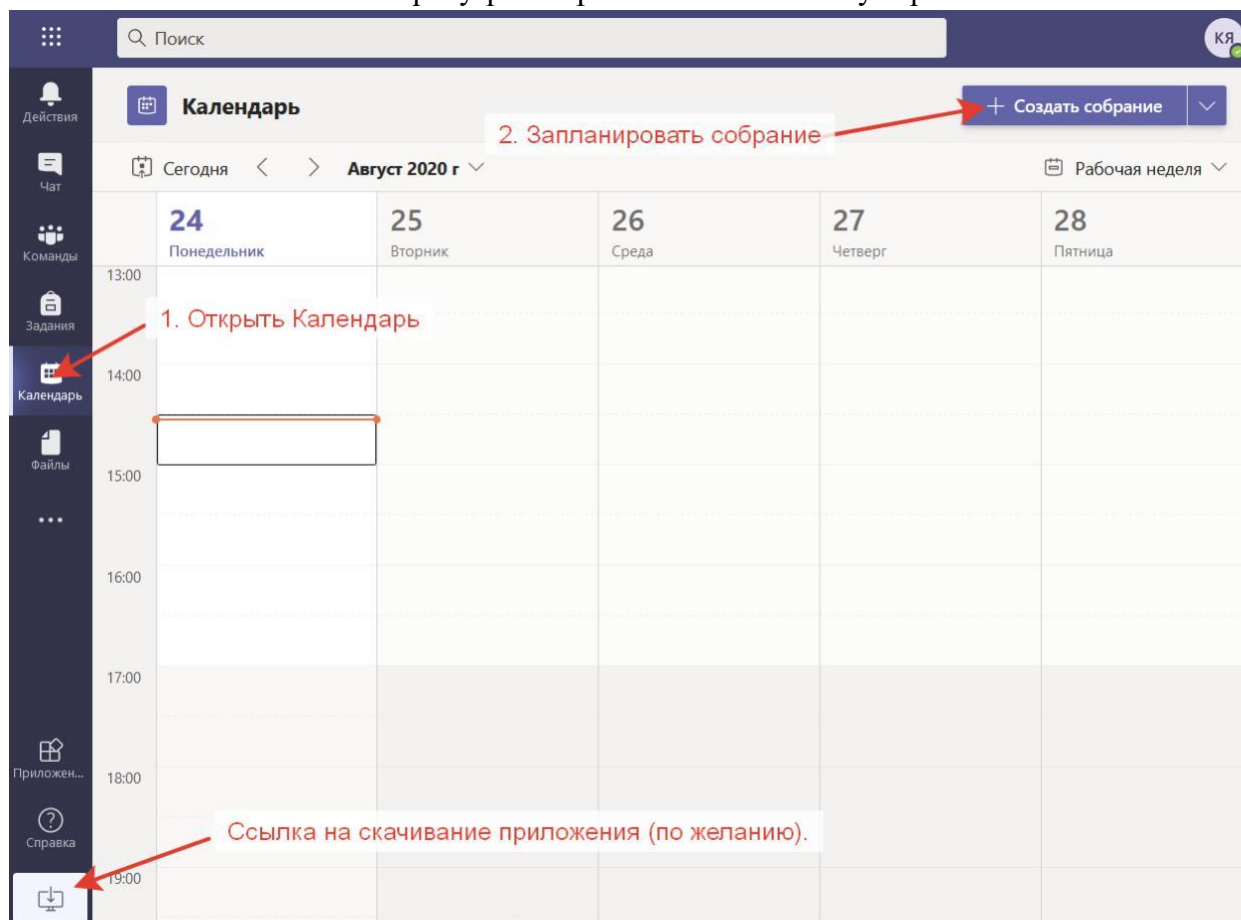 Поиск
КЯ
Действия
Календарь
+ Создать собрание
2. Запланировать собрание
Чат
Сегодня < > Август 2020 г
Рабочая неделя
Команды
24 25 26 27 28
Понедельник Вторник Среда Четверг Пятница
13:00
Задания
1. Открыть Календарь
14:00
Календарь
Файлы
15:00
16:00
17:00
Приложен...
18:00
Справка
Ссылка на скачивание приложения (по желанию).
19:00